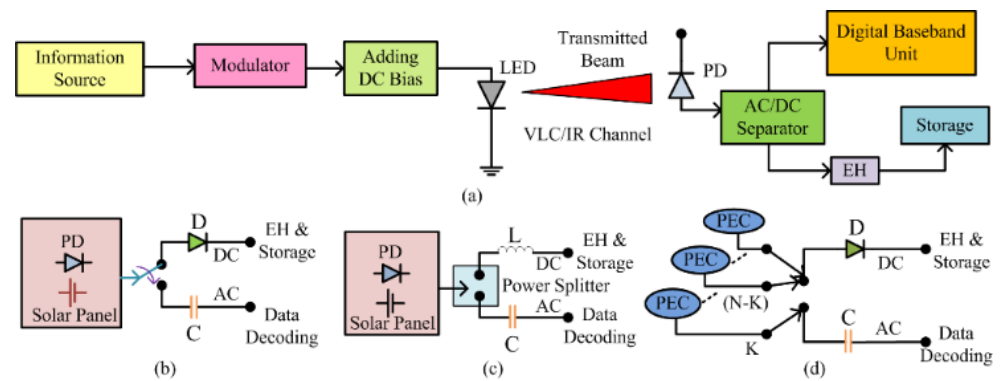 Information
Source
Modulator
Adding
DC Bias
LED
Transmitted
Beam
VLC/IR Channel
PD
AC/DC
Separator
Digital Baseband
Unit
EH
Storage
(a)
PD
Solar Panel
D
DC
EH &
Storage
AC
C
Data
Decoding
(b)
PD
Solar Panel
L
DC
EH &
Storage
Power Splitter
AC
C
Data
Decoding
(c)
PEC
PEC
PEC
(N-K)
K
D
DC
EH &
Storage
C
AC
Data
Decoding
(d)